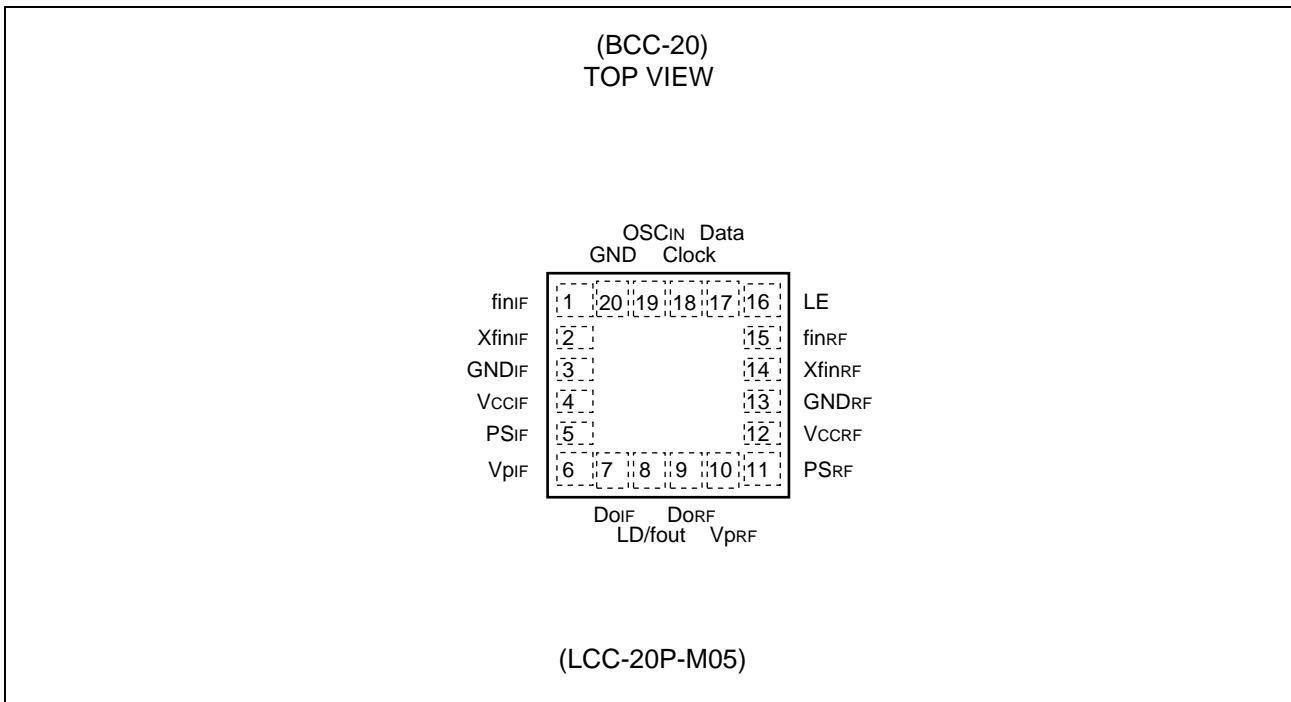 (BCC-20)
TOP VIEW
OSCIN Data
GND Clock
finIF 1 20 19 18 17 16 LE
XfinIF 2 15 finRF
GNDIF 3 14 XfinRF
VCCIF 4 13 GNDRF
PSIF 5 12 VCCRF
VpIF 6 7 8 9 10 11 PSRF
DoIF DoRF
LD/fout VpRF
(LCC-20P-M05)